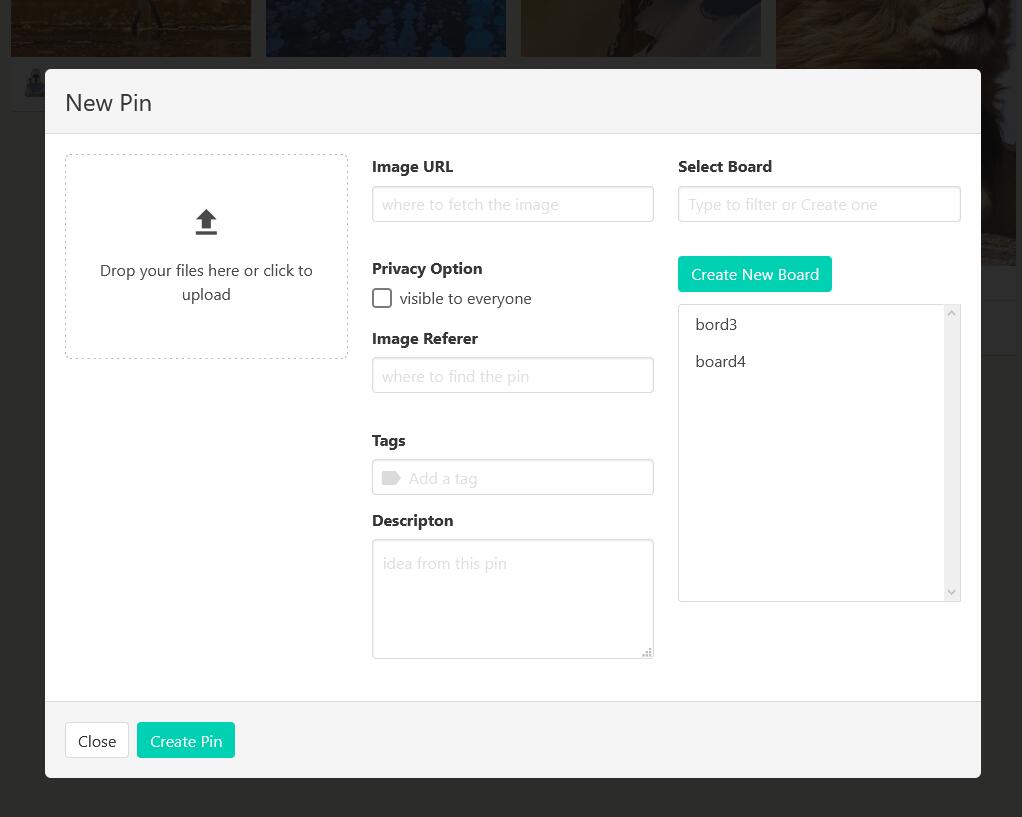 New Pin
Drop your files here or click to
upload
Image URL
where to fetch the image
Privacy Option
visible to everyone
Image Referer
where to find the pin
Tags
Add a tag
Descripton
idea from this pin
Select Board
Type to filter or Create one
Create New Board
bord3
board4
Close
Create Pin